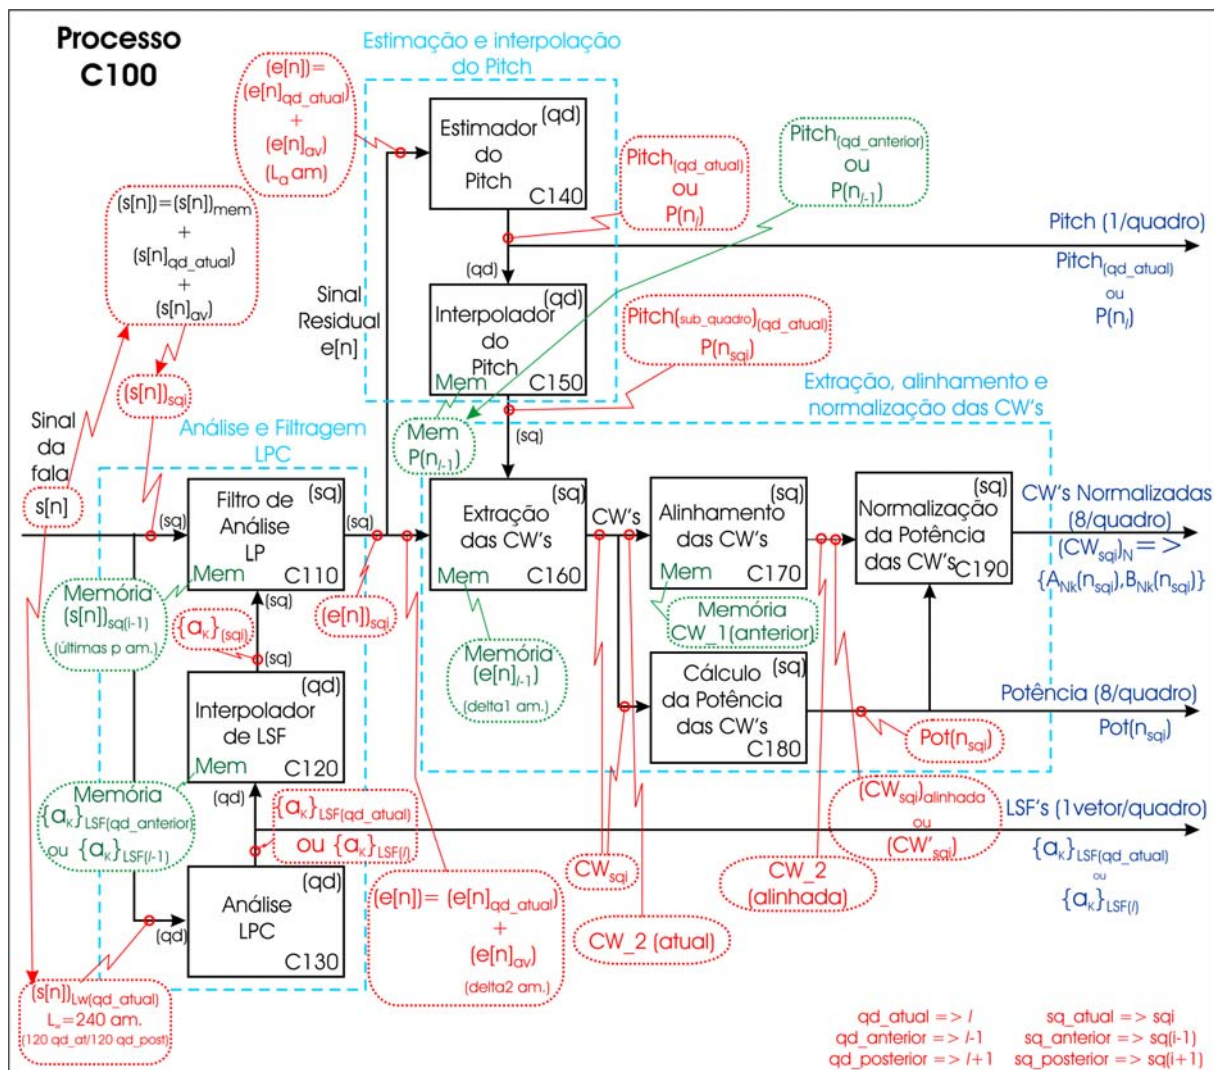 Processo
C100
Estimação e interpolação
do Pitch
(e[n])=
(e[n]qd_atual)
+
(e[n]av)
(La am)
Estimador (qd)
do
Pitch
C140
Pitch(qd_atual)
ou
P(nl)
Pitch(qd_anterior)
ou
P(nl-1)
Pitch (1/quadro)
Pitch(qd_atual)
ou
P(nl)
(s[n])=(s[n])mem
+
(s[n]qd_atual)
+
(s[n]av)
Sinal
Residual
e[n]
(qd)
(qd)
Interpolador
do
Pitch
Mem
C150
Pitch(sub_quadro)(qd_atual)
P(nsqi)
(s[n])sqi
Mem
P(nl-1)
(sq)
Extração, alinhamento e
normalização das CW's
Sinal
da
fala
s[n]
Análise e Filtragem
LPC
(sq)
(sq)
Filtro de
Análise
LP
Mem
C110
(sq)
(sq)
Extração
das CW's
Mem
C160
CW's
(sq)
Alinhamento
das CW's
Mem
C170
(sq)
Normalização
da Potência
das CW's
C190
CW's Normalizadas
(8/quadro)
(CWsqi)N =>
{ANk(nsqi),BNk(nsqi)}
Memória
(s[n])sq(i-1)
(últimas p am.)
(sq)
{aK}(sqi)
(sq)
(e[n])sqi
Memória
(e[n]l-1)
(delta1 am.)
Memória
CW_1(anterior)
(sq)
Cálculo
da Potência
das CW's
C180
Potência (8/quadro)
Pot(nsqi)
Pot(nsqi)
(qd)
Interpolador
de LSF
Mem
C120
(qd)
Memória
{aK}LSF(qd_anterior)
ou {aK}LSF(l-1)
{aK}LSF(qd_atual)
ou {aK}LSF(l)
(CWsqi)alinhada
ou
(CW'sqi)
LSF's (1vetor/quadro)
{aK}LSF(qd_atual)
ou
{aK}LSF(l)
(qd)
(qd)
Análise
LPC
C130
(e[n])= (e[n]qd_atual)
+
(e[n]av)
(delta2 am.)
CWsqi
CW_2 (atual)
CW_2
(alinhada)
(s[n])Lw(qd_atual)
Lw=240 am.
(120 qd_at/120 qd_post)
qd_atual => l
qd_anterior => l-1
qd_posterior => l+1
sq_atual => sqi
sq_anterior => sq(i-1)
sq_posterior => sq(i+1)